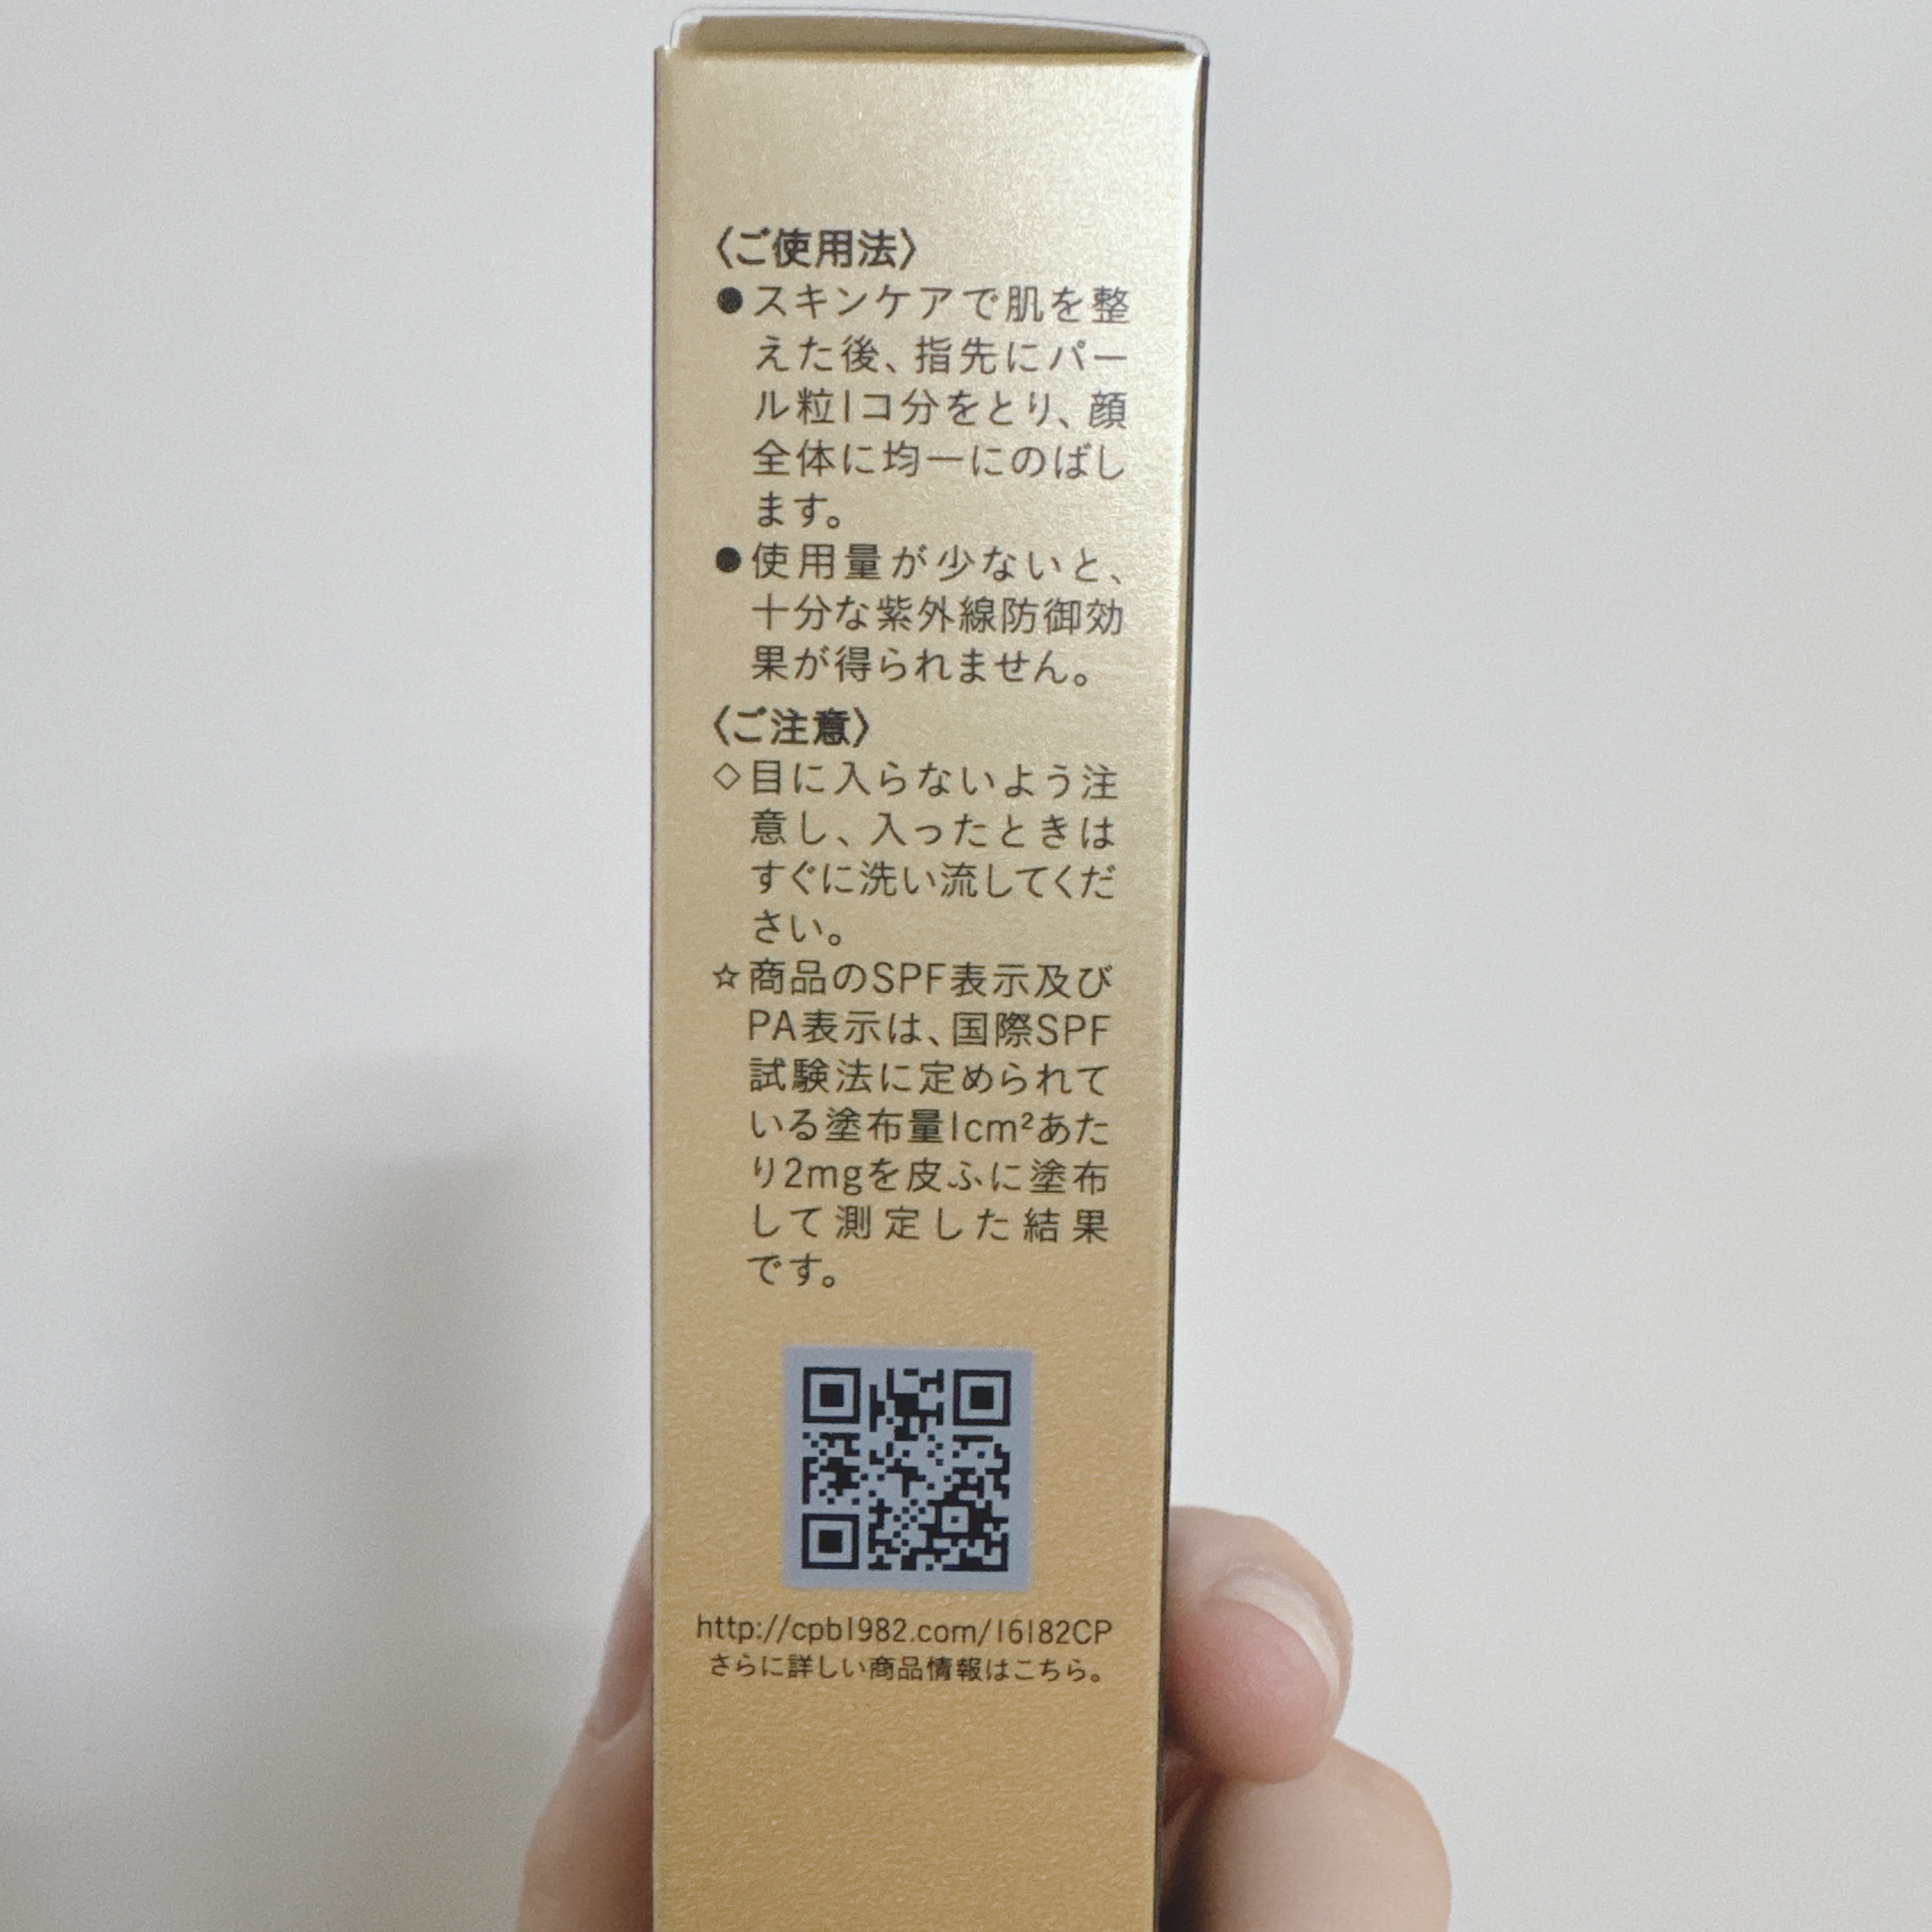 〈ご使用法〉
●スキンケアで肌を整
えた後、指先にパー
ル粒1コ分をとり、顔
全体に均一にのばし
ます。
●使用量が少ないと、
十分な紫外線防御効
果が得られません。
〈ご注意〉
◇目に入らないよう注
意し、入ったときは
すぐに洗い流してくだ
さい。
☆商品のSPF表示及び
PA表示は、国際SPF
試験法に定められて
いる塗布量1cm²あた
り2mgを皮ふに塗布
して測定した結果
です。
http://cpb1982.com/16182CP
さらに詳しい商品情報はこちら。